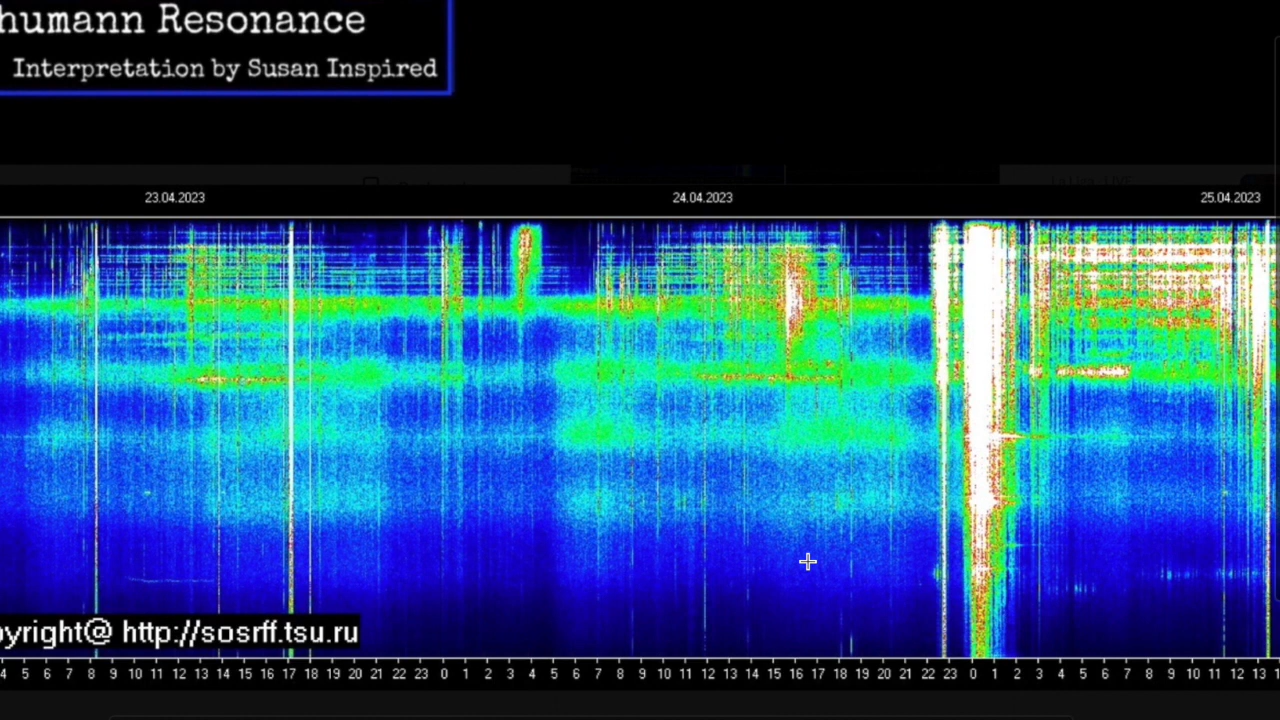 humann Resonance
Interpretation by Susan Inspired
23.04.2023 24.04.2023 25.04.2023
pyright@ http://sosrff.tsu.ru
4 5 6 7 8 9 10 11 12 13 14 15 16 17 18 19 20 21 22 23 0 1 2 3 4 5 6 7 8 9 10 11 12 13 14 15 16 17 18 19 20 21 22 23 0 1 2 3 4 5 6 7 8 9 10 11 12 13 1